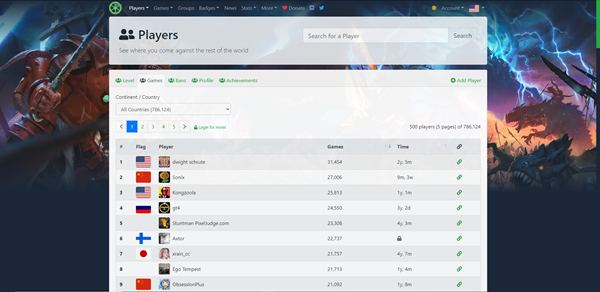 Players Games Groups Badges News Stats More Donate Account
Players
See where you come against the rest of the world
Search for a Player Search
Level Games Bans Profile Achievements Add Player
Continent / Country
All Countries (786,124)
1 2 3 4 5 Login for more 500 players (5 pages) of 786,124
# Flag Player Games Time
1 dwight schrute 31,454 2y, 5m
2 Sonix 27,006 9m, 3w
3 Kongzoola 25,813 1y, 1m
4 gt4 24,550 3y, 2d
5 Stuntman PixelJudge.com 23,308 4y, 3m
6 Axtor 22,737
7 xrain_cc 21,757 4y, 7m
8 Ego Tempest 21,713 1y, 4m
9 ObsessionPlus 21,092 1y, 8m